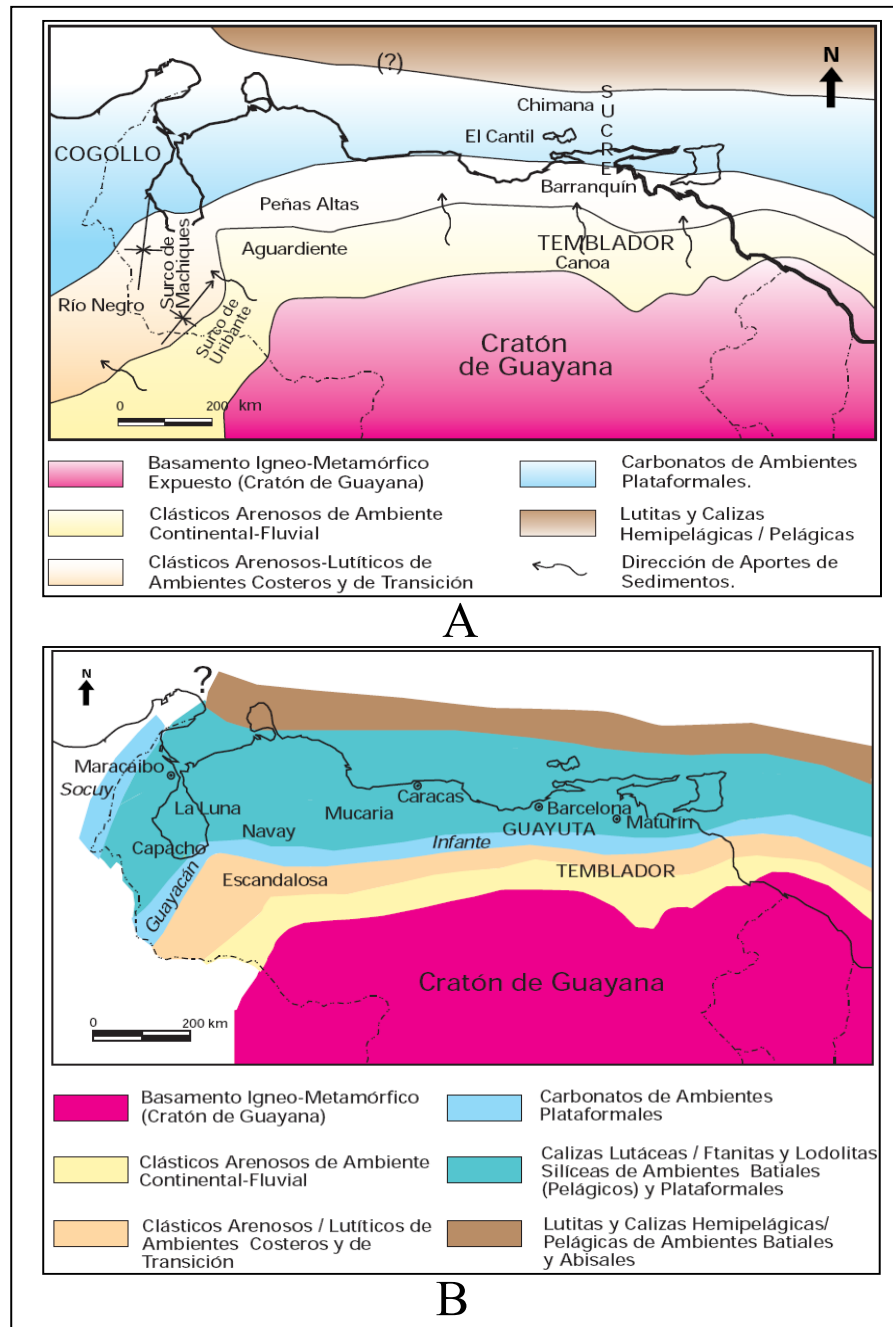 (?)
N
SUCRE
Chimana
El Cantil
COGOLLO
Barranquín
Peñas Altas
Aguardiente
TEMBLADOR
Canoa
Surco de
Machiques
Río Negro
Surco de
Uribante
Cratón
de Guayana
0 200 km
Basamento Igneo-Metamórfico
Expuesto (Cratón de Guayana)
Clásticos Arenosos de Ambiente
Continental-Fluvial
Clásticos Arenosos-Lutíticos de
Ambientes Costeros y de Transición
Carbonatos de Ambientes
Plataformales.
Lutitas y Calizas
Hemipelágicas / Pelágicas
Dirección de Aportes de
Sedimentos.
A
N
?
Maracaibo
Socuy
La Luna
Mucaria
Caracas
Barcelona
GUAYUTA
Maturín
Navay
Infante
Capacho
Guayacán
Escandalosa
TEMBLADOR
Cratón de Guayana
0 200 km
Basamento Igneo-Metamórfico
(Cratón de Guayana)
Clásticos Arenosos de Ambiente
Continental-Fluvial
Clásticos Arenosos / Lutíticos de
Ambientes Costeros y de
Transición
Carbonatos de Ambientes
Plataformales
Calizas Lutáceas / Ftanitas y Lodolitas
Silíceas de Ambientes Batiales
(Pelágicos) y Plataformales
Lutitas y Calizas Hemipelágicas/
Pelágicas de Ambientes Batiales
y Abisales
B